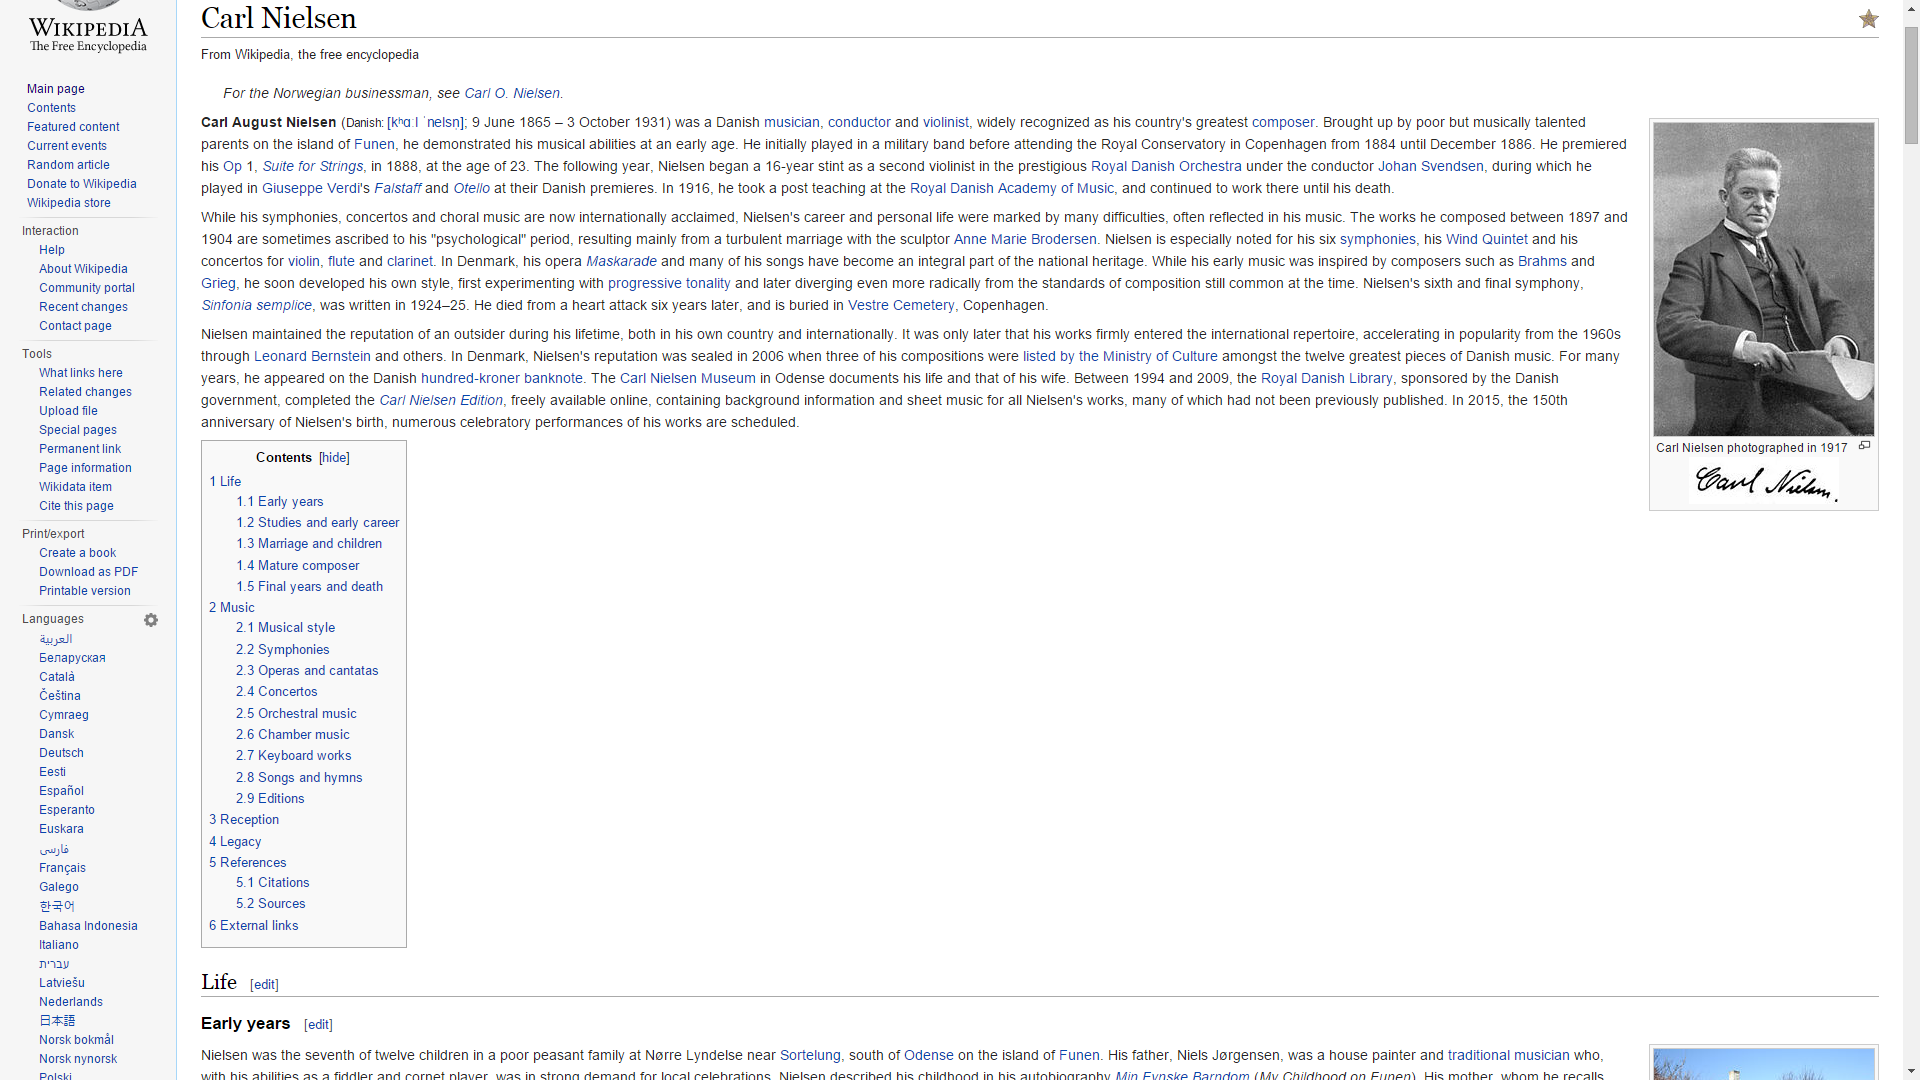 WIKIPEDIA
The Free Encyclopedia
Main page
Contents
Featured content
Current events
Random article
Donate to Wikipedia
Wikipedia store
Interaction
Help
About Wikipedia
Community portal
Recent changes
Contact page
Tools
What links here
Related changes
Upload file
Special pages
Permanent link
Page information
Wikidata item
Cite this page
Print/export
Create a book
Download as PDF
Printable version
Languages
العربية
Беларуская
Català
Čeština
Cymraeg
Dansk
Deutsch
Eesti
Español
Esperanto
Euskara
فارسی
Français
Galego
한국어
Bahasa Indonesia
Italiano
עברית
Latviešu
Nederlands
日本語
Norsk bokmål
Norsk nynorsk
Polski
Carl Nielsen
From Wikipedia, the free encyclopedia
For the Norwegian businessman, see Carl O. Nielsen.
Carl August Nielsen (Danish: [kʰɑːl ˈnelsn̩]; 9 June 1865 – 3 October 1931) was a Danish musician, conductor and violinist, widely recognized as his country's greatest composer. Brought up by poor but musically talented
parents on the island of Funen, he demonstrated his musical abilities at an early age. He initially played in a military band before attending the Royal Conservatory in Copenhagen from 1884 until December 1886. He premiered
his Op 1, Suite for Strings, in 1888, at the age of 23. The following year, Nielsen began a 16-year stint as a second violinist in the prestigious Royal Danish Orchestra under the conductor Johan Svendsen, during which he
played in Giuseppe Verdi's Falstaff and Otello at their Danish premieres. In 1916, he took a post teaching at the Royal Danish Academy of Music, and continued to work there until his death.
While his symphonies, concertos and choral music are now internationally acclaimed, Nielsen's career and personal life were marked by many difficulties, often reflected in his music. The works he composed between 1897 and
1904 are sometimes ascribed to his "psychological" period, resulting mainly from a turbulent marriage with the sculptor Anne Marie Brodersen. Nielsen is especially noted for his six symphonies, his Wind Quintet and his
concertos for violin, flute and clarinet. In Denmark, his opera Maskarade and many of his songs have become an integral part of the national heritage. While his early music was inspired by composers such as Brahms and
Grieg, he soon developed his own style, first experimenting with progressive tonality and later diverging even more radically from the standards of composition still common at the time. Nielsen's sixth and final symphony,
Sinfonia semplice, was written in 1924–25. He died from a heart attack six years later, and is buried in Vestre Cemetery, Copenhagen.
Nielsen maintained the reputation of an outsider during his lifetime, both in his own country and internationally. It was only later that his works firmly entered the international repertoire, accelerating in popularity from the 1960s
through Leonard Bernstein and others. In Denmark, Nielsen's reputation was sealed in 2006 when three of his compositions were listed by the Ministry of Culture amongst the twelve greatest pieces of Danish music. For many
years, he appeared on the Danish hundred-kroner banknote. The Carl Nielsen Museum in Odense documents his life and that of his wife. Between 1994 and 2009, the Royal Danish Library, sponsored by the Danish
government, completed the Carl Nielsen Edition, freely available online, containing background information and sheet music for all Nielsen's works, many of which had not been previously published. In 2015, the 150th
anniversary of Nielsen's birth, numerous celebratory performances of his works are scheduled.
Carl Nielsen photographed in 1917
Carl Nielsen.
Contents [hide]
1 Life
1.1 Early years
1.2 Studies and early career
1.3 Marriage and children
1.4 Mature composer
1.5 Final years and death
2 Music
2.1 Musical style
2.2 Symphonies
2.3 Operas and cantatas
2.4 Concertos
2.5 Orchestral music
2.6 Chamber music
2.7 Keyboard works
2.8 Songs and hymns
2.9 Editions
3 Reception
4 Legacy
5 References
5.1 Citations
5.2 Sources
6 External links
Life [edit]
Early years [edit]
Nielsen was the seventh of twelve children in a poor peasant family at Nørre Lyndelse near Sortelung, south of Odense on the island of Funen. His father, Niels Jørgensen, was a house painter and traditional musician who,
with his abilities as a fiddler and cornet player, was in strong demand for local celebrations. Nielsen described his childhood in his autobiography Min Fynske Barndom (My Childhood on Funen). His mother, whom he recalls